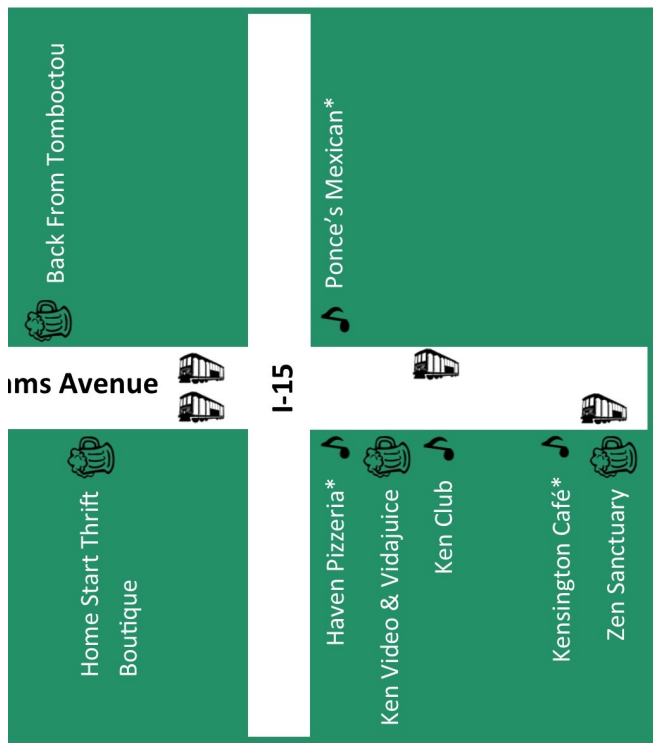 Back From Tomboctou
Ponce’s Mexican*
ams Avenue
I-15
Home Start Thrift
Boutique
Haven Pizzeria*
Ken Video & Vidajuice
Ken Club
Kensington Café*
Zen Sanctuary